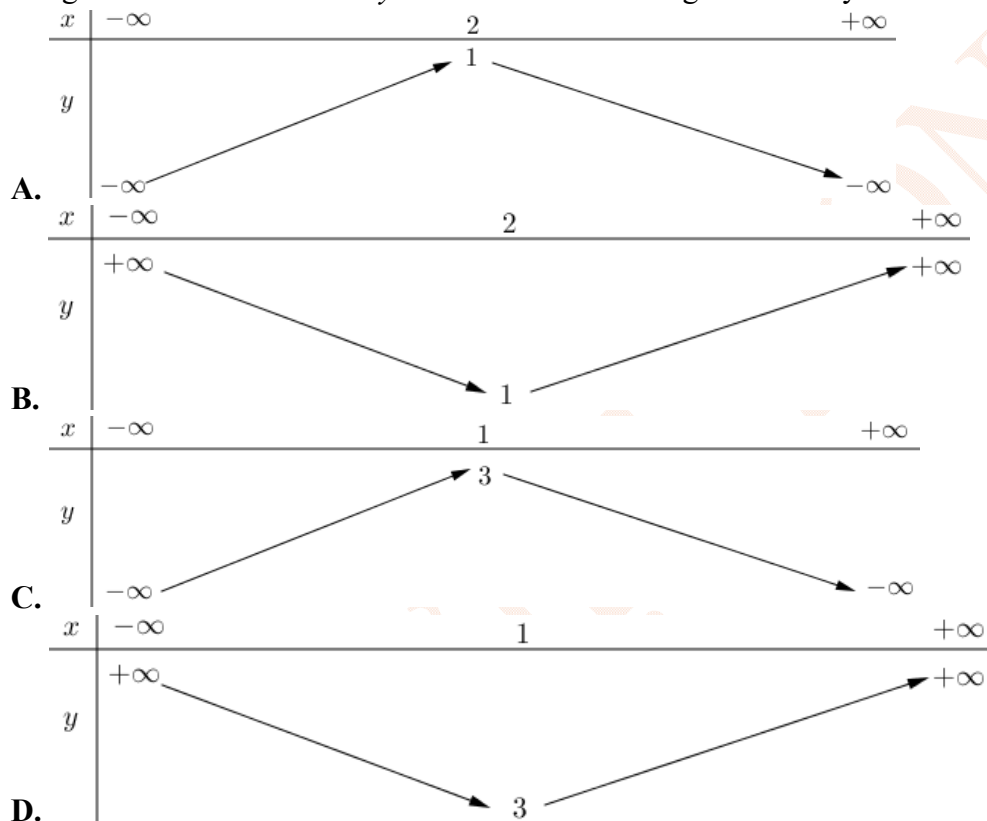 x −∞ 2 +∞
1
y
A. −∞ −∞
x −∞ 2 +∞
+∞ +∞
y
B. 1
x −∞ 1 +∞
3
y
C. −∞ −∞
x −∞ 1 +∞
+∞ +∞
y
D. 3